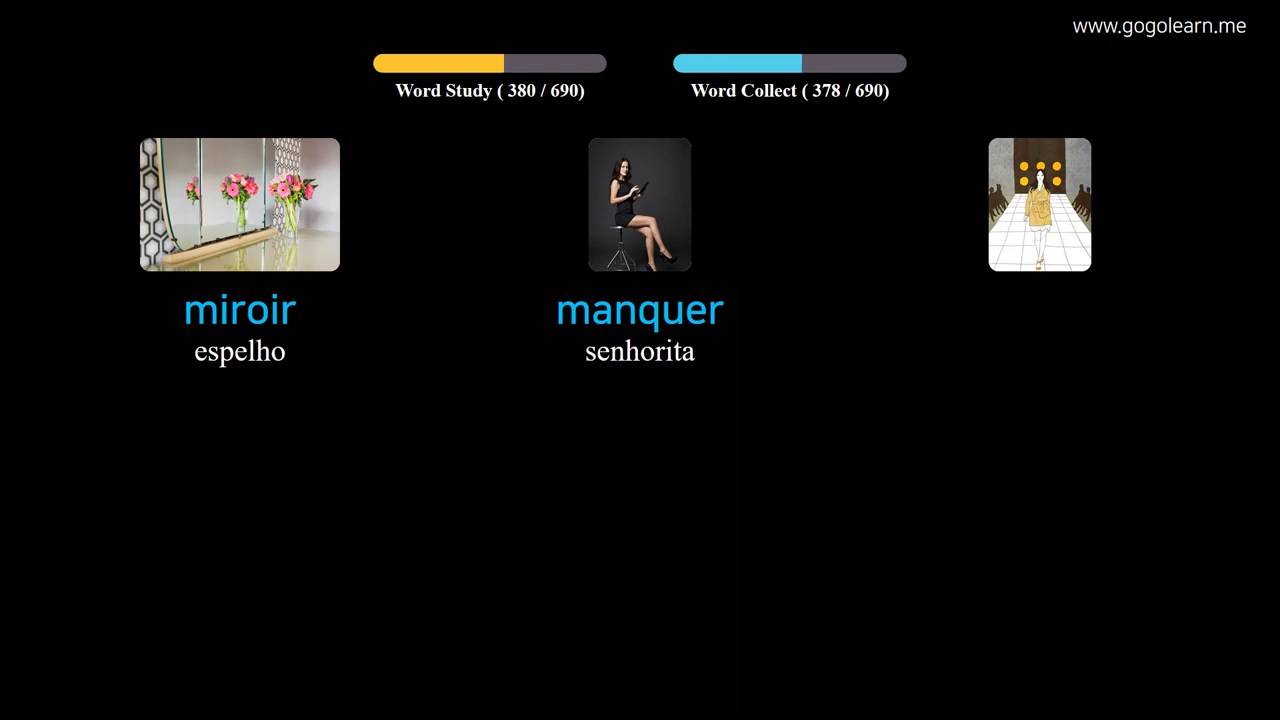 www.gogolearn.me
Word Study ( 380 / 690)
Word Collect ( 378 / 690)
miroir
espelho
manquer
senhorita